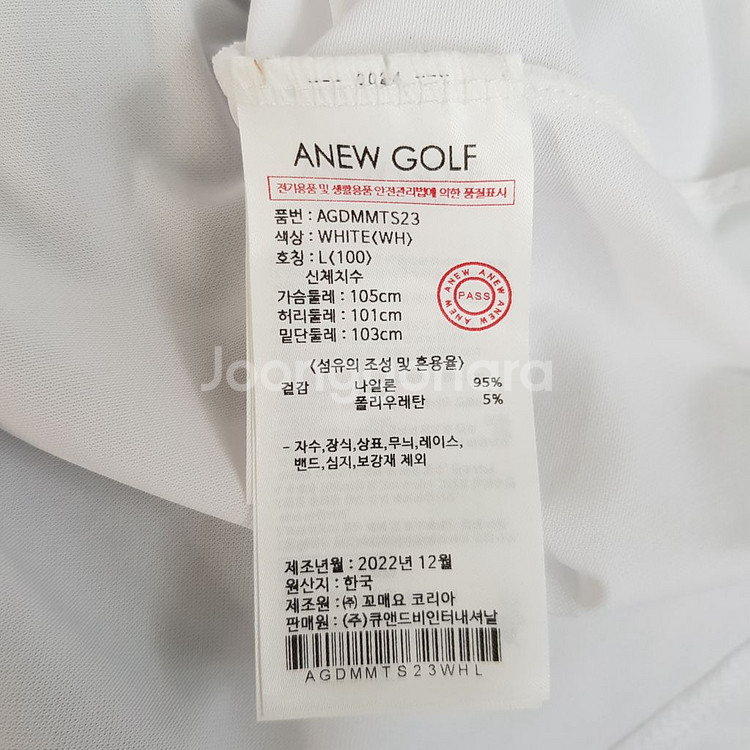 0024
ANEW GOLF
전기용품 및 생활용품 안전관리법에 의한 품질표시
품번 : AGDMMTS23
색상 : WHITE(WH)
호칭 : L(100)
신체치수
가슴둘레 : 105cm
허리둘레 : 101cm
밑단둘레 : 103cm
ANEW ANEW ANEW ANEW
PASS
〈섬유의 조성 및 혼용율〉
Joonggonara
겉감 나일론 95%
폴리우레탄 5%
- 자수,장식,상표,무늬,레이스,
밴드,심지,보강재 제외
제조년월 : 2022년 12월
원산지 : 한국
제조원 : ㈜ 꼬매요 코리아
판매원 : (주)큐앤드비인터내셔날
AGDMMTS23WHL